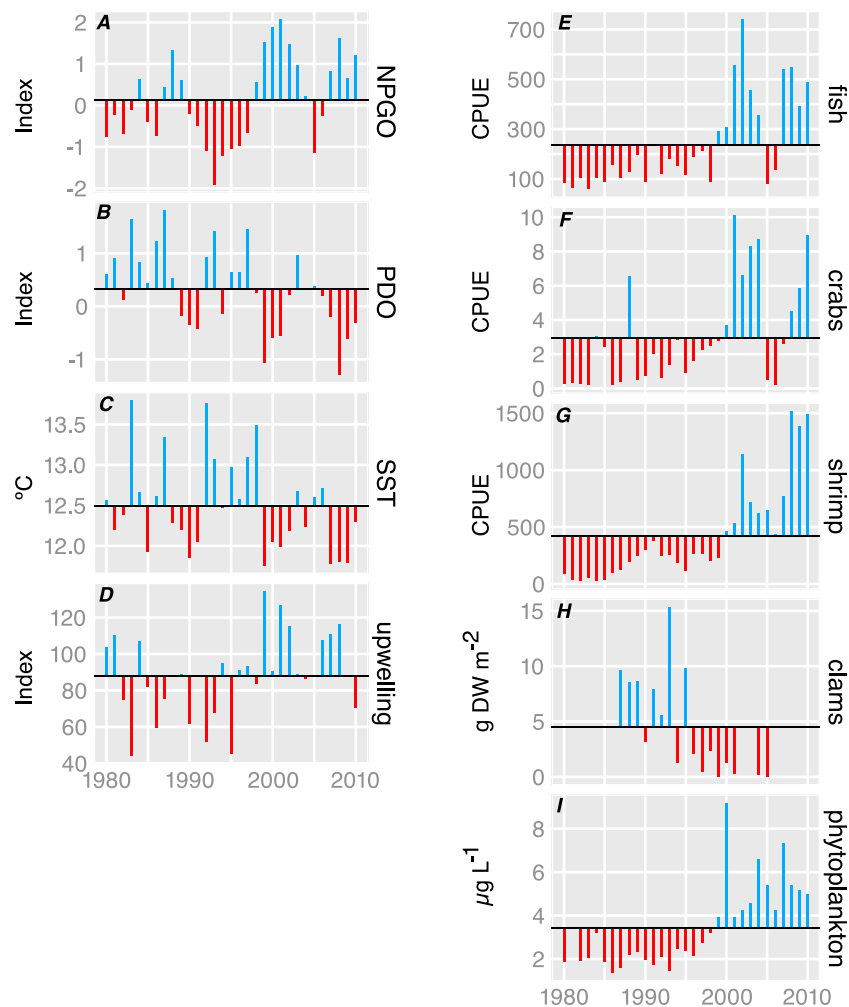 A
2
1
0
-1
-2
Index
NPGO
B
1
0
-1
Index
PDO
C
13.5
13.0
12.5
12.0
ºC
SST
D
120
100
80
60
40
Index
upwelling
1980
1990
2000
2010
E
700
500
300
100
CPUE
fish
F
10
8
6
4
2
0
CPUE
crabs
G
1500
1000
500
0
CPUE
shrimp
H
15
10
5
0
g DW m⁻²
clams
I
8
6
4
2
µg L⁻¹
phytoplankton
1980
1990
2000
2010